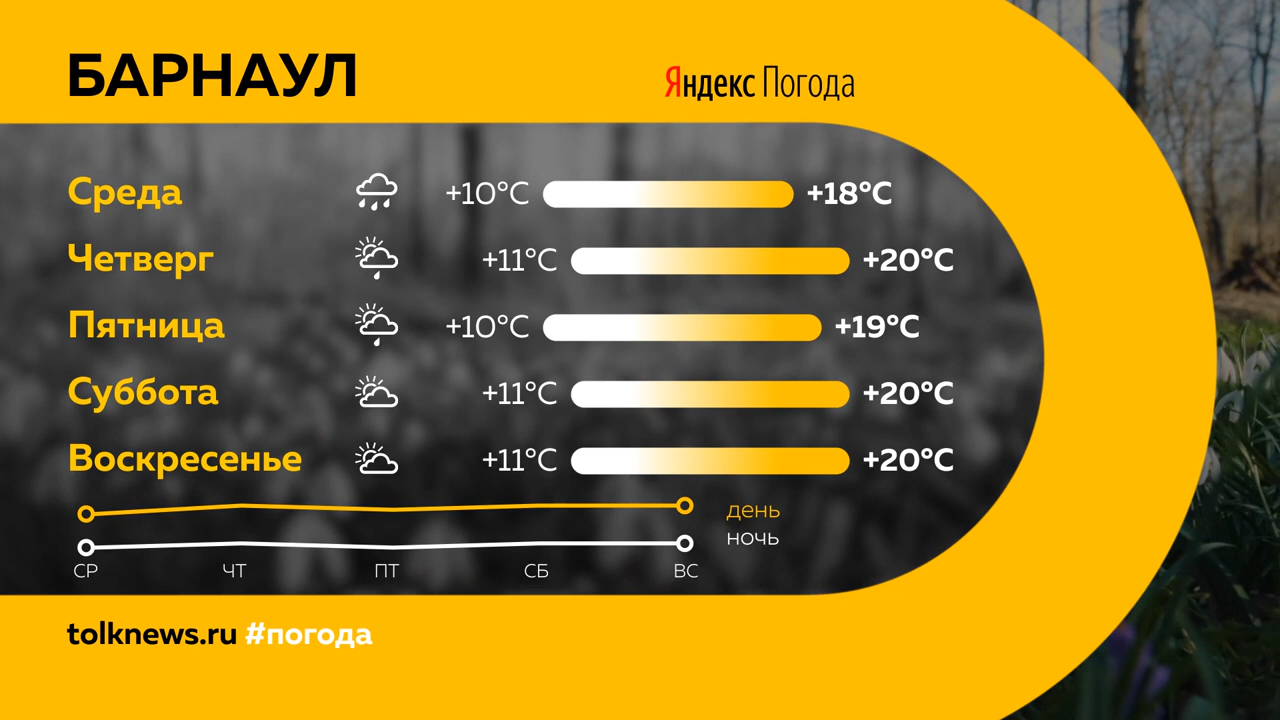 БАРНАУЛ
Яндекс Погода
Среда +10°C +18°C
Четверг +11°C +20°C
Пятница +10°C +19°C
Суббота +11°C +20°C
Воскресенье +11°C +20°C
день
ночь
СР ЧТ ПТ СБ ВС
tolknews.ru #погода